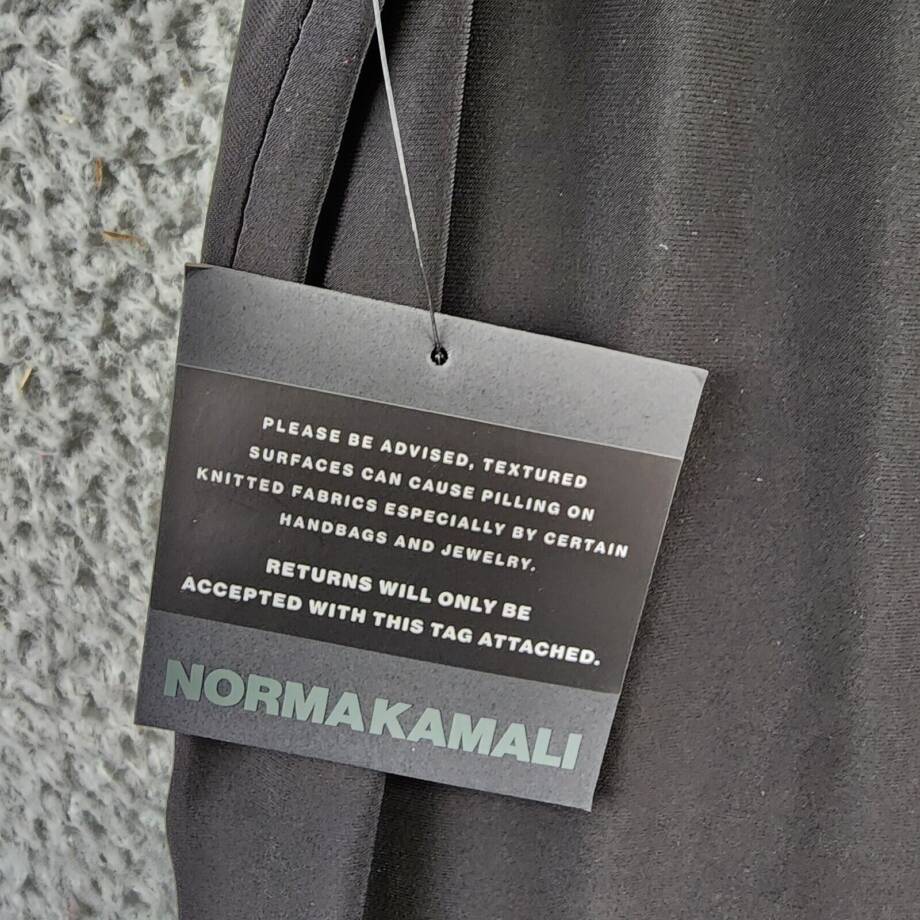 PLEASE BE ADVISED, TEXTURED
SURFACES CAN CAUSE PILLING ON
KNITTED FABRICS ESPECIALLY BY CERTAIN
HANDBAGS AND JEWELRY.
RETURNS WILL ONLY BE
ACCEPTED WITH THIS TAG ATTACHED.
NORMAKAMALI